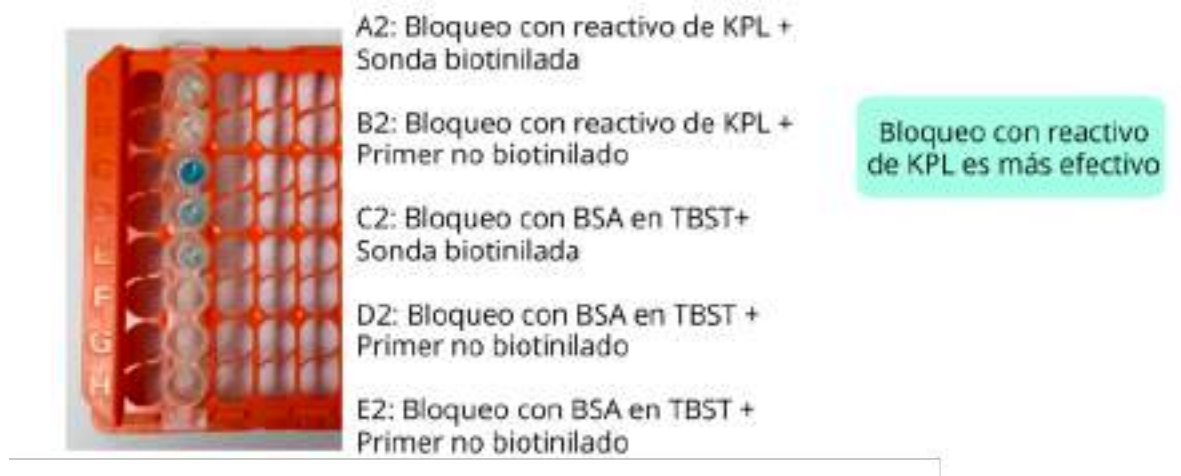 A2: Bloqueo con reactivo de KPL +
Sonda biotinilada
B2: Bloqueo con reactivo de KPL +
Primer no biotinilado
C2: Bloqueo con BSA en TBST+
Sonda biotinilada
D2: Bloqueo con BSA en TBST +
Primer no biotinilado
E2: Bloqueo con BSA en TBST +
Primer no biotinilado
Bloqueo con reactivo
de KPL es más efectivo
E
F
G
H